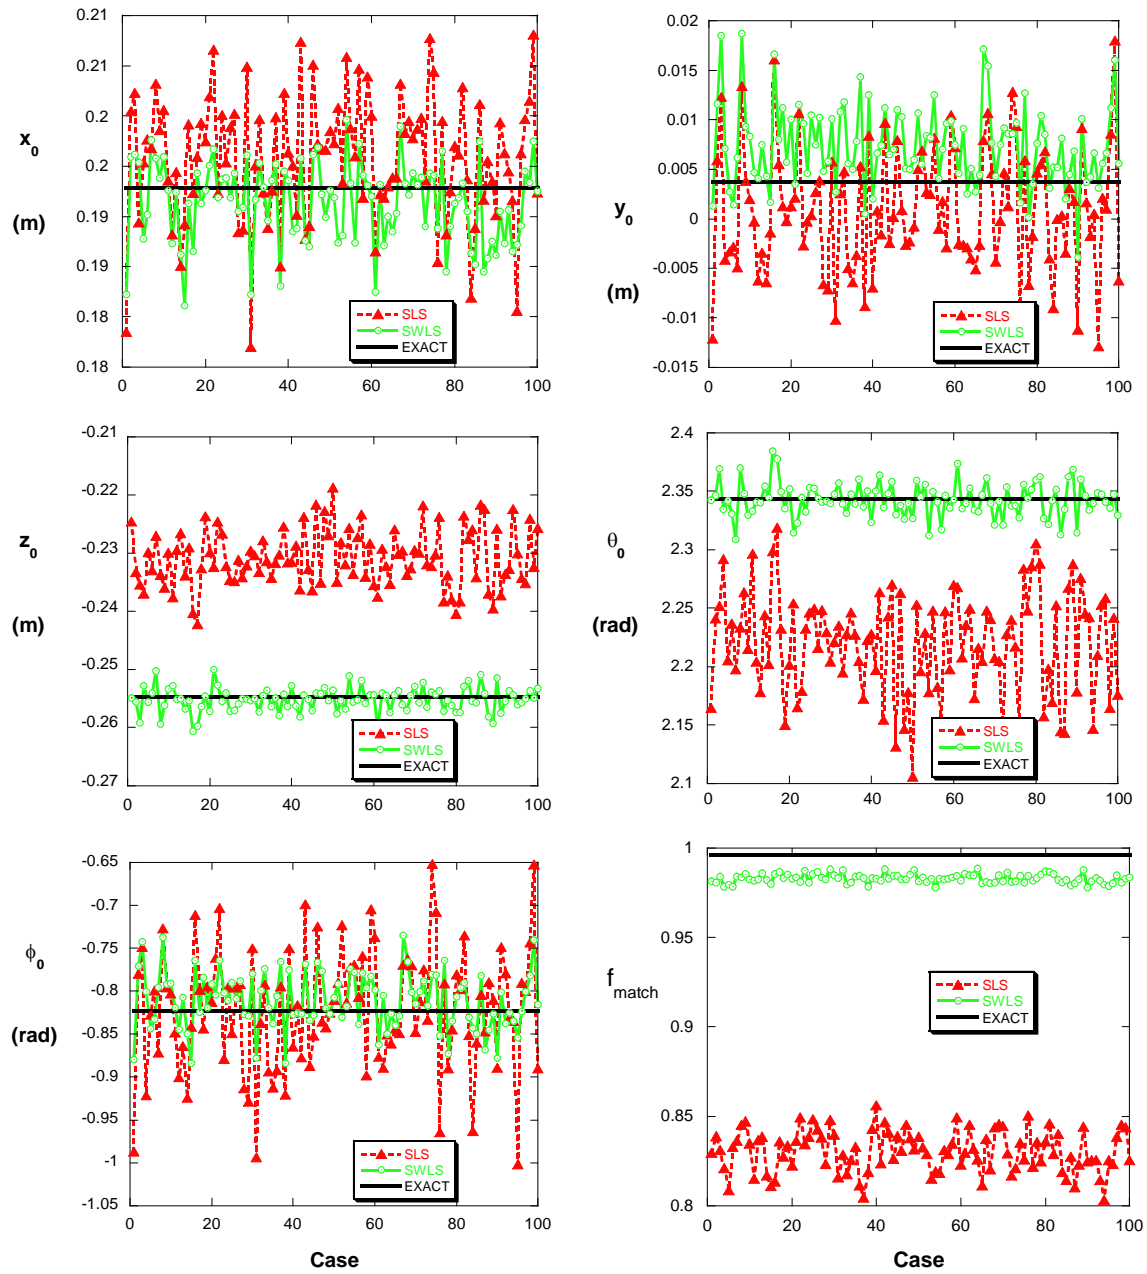 0.21
0.21
0.2
0.2
0.19
0.19
0.18
0.18
x0
(m)
SLS
SWLS
EXACT
0 20 40 60 80 100
0.02
0.015
0.01
0.005
0
-0.005
-0.01
-0.015
y0
(m)
SLS
SWLS
EXACT
0 20 40 60 80 100
-0.21
-0.22
-0.23
-0.24
-0.25
-0.26
-0.27
z0
(m)
SLS
SWLS
EXACT
0 20 40 60 80 100
2.4
2.35
2.3
2.25
2.2
2.15
2.1
θ0
(rad)
SLS
SWLS
EXACT
0 20 40 60 80 100
-0.65
-0.7
-0.75
-0.8
-0.85
-0.9
-0.95
-1
-1.05
ϕ0
(rad)
SLS
SWLS
EXACT
0 20 40 60 80 100
Case
1
0.95
0.9
0.85
0.8
fmatch
SLS
SWLS
EXACT
0 20 40 60 80 100
Case